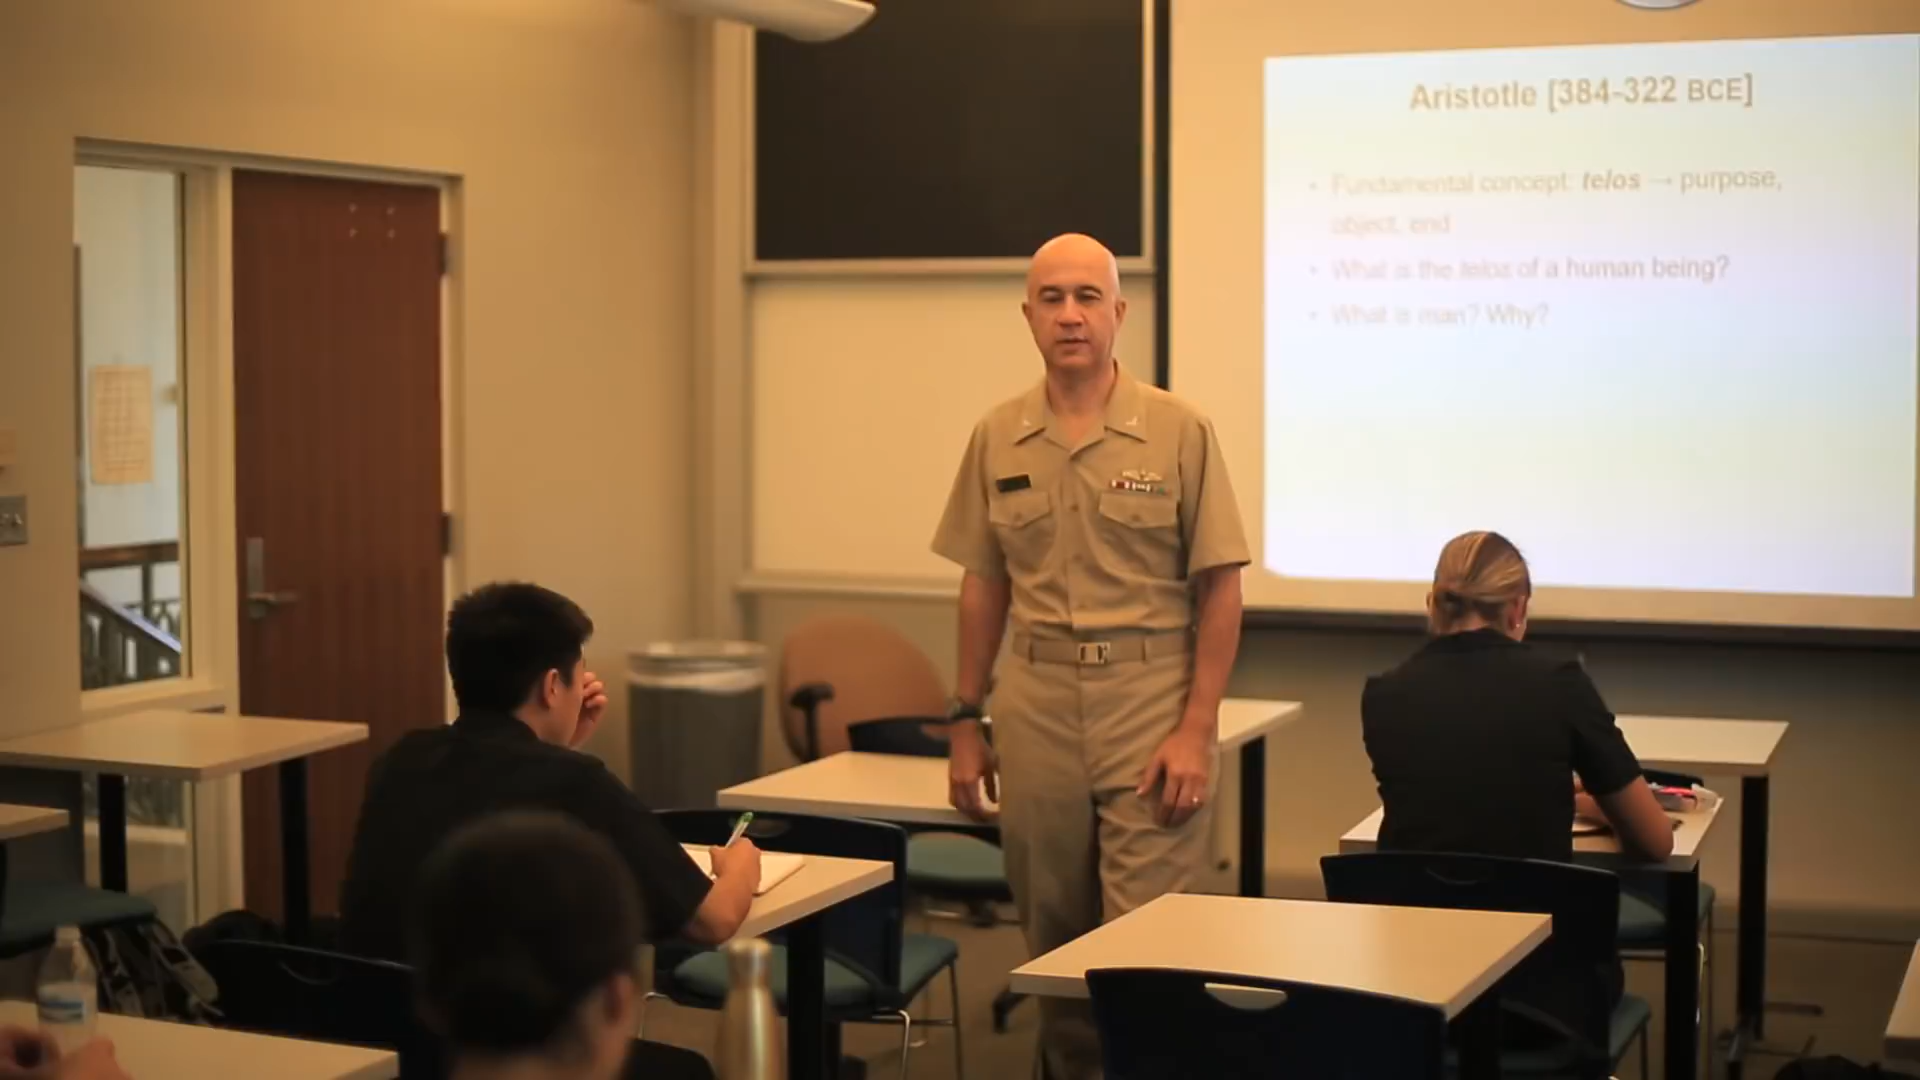 Aristotle [384-322 BCE]
• Fundamental concept: telos → purpose,
object, end
• What is the telos of a human being?
• What is man? Why?